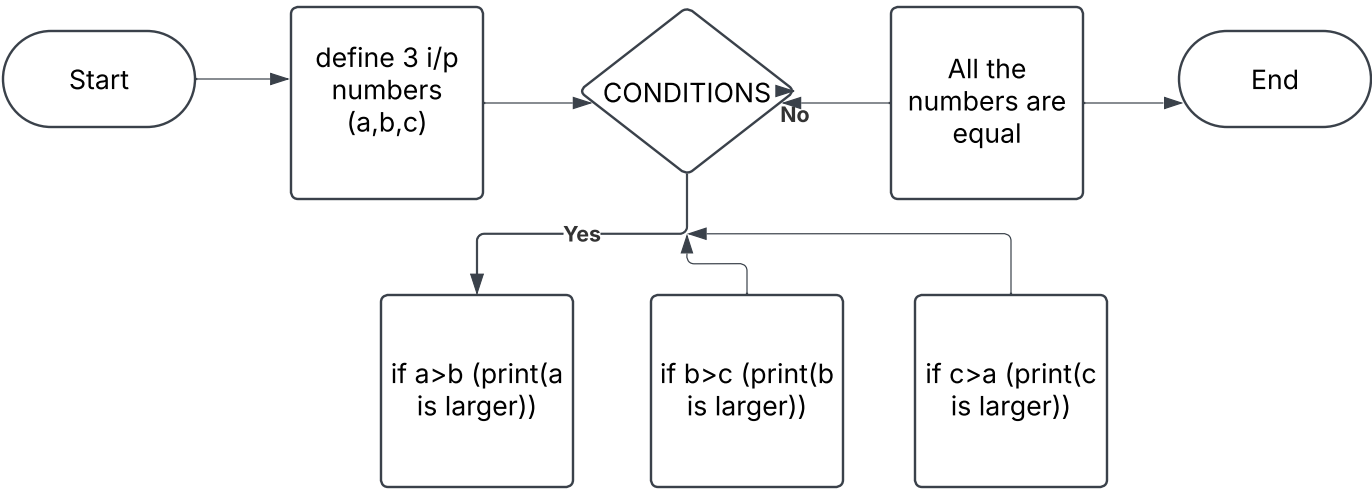 Start
define 3 i/p
numbers
(a,b,c)
CONDITIONS
No
All the
numbers are
equal
End
Yes
if a>b (print(a
is larger))
if b>c (print(b
is larger))
if c>a (print(c
is larger))